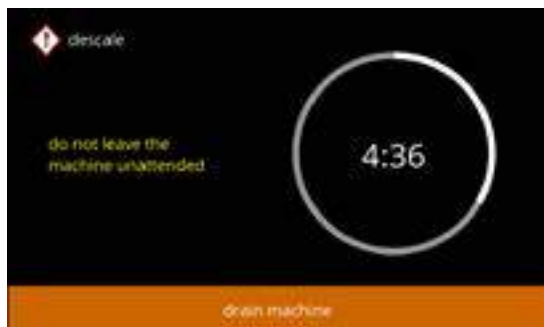 descale
do not leave the
machine unattended
4:36
drain machine